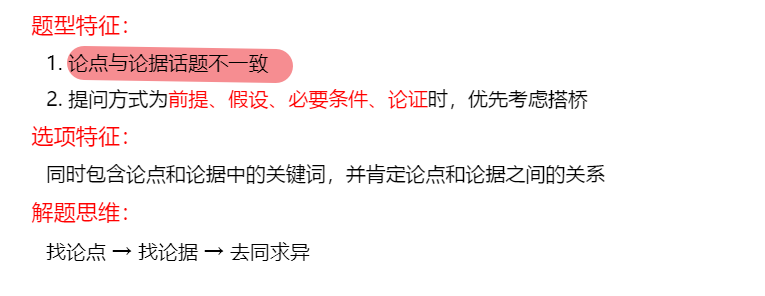 题型特征：
1. 论点与论据话题不一致
2. 提问方式为前提、假设、必要条件、论证时，优先考虑搭桥
选项特征：
同时包含论点和论据中的关键词，并肯定论点和论据之间的关系
解题思维：
找论点 → 找论据 → 去同求异